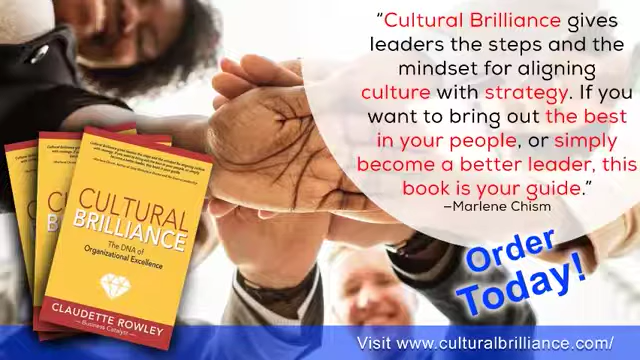 “Cultural Brilliance gives
leaders the steps and the
mindset for aligning
culture with strategy. If you
want to bring out the best
in your people, or simply
become a better leader, this
book is your guide.”
–Marlene Chism
CULTURAL
BRILLIANCE
The DNA of
Organizational Excellence
CLAUDETTE ROWLEY
– Business Catalyst –
Order
Today!
Visit www.culturalbrilliance.com/